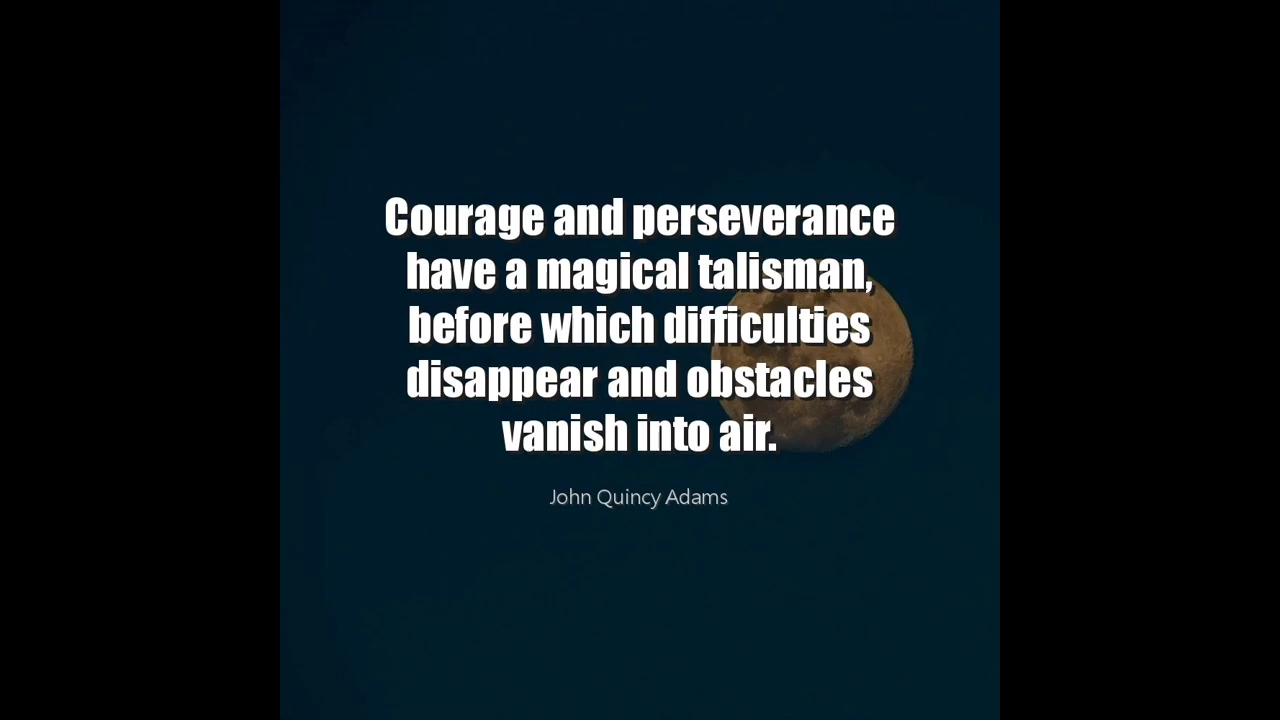 Courage and perseverance
have a magical talisman,
before which difficulties
disappear and obstacles
vanish into air.
John Quincy Adams